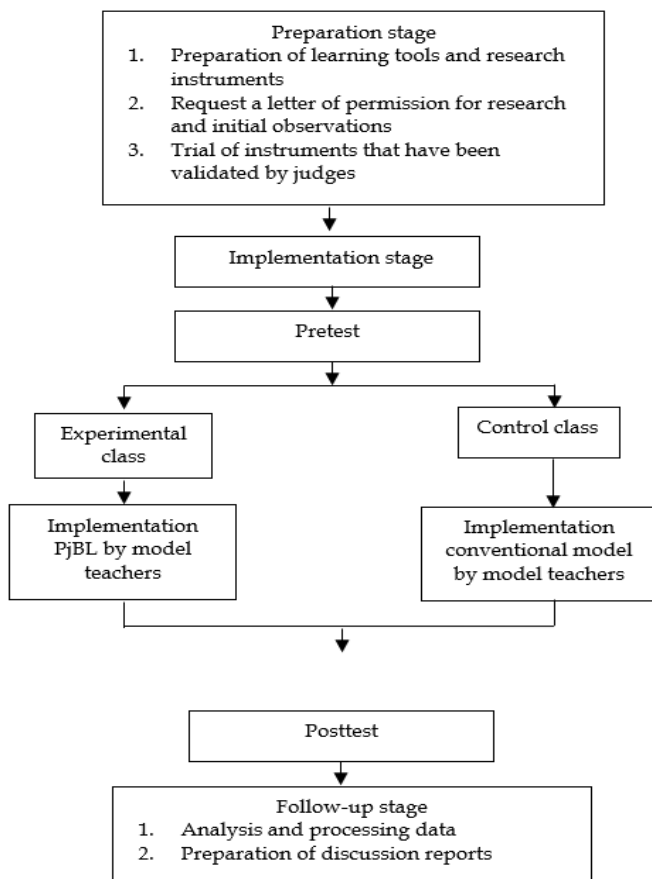 Preparation stage
1. Preparation of learning tools and research
instruments
2. Request a letter of permission for research
and initial observations
3. Trial of instruments that have been
validated by judges
Implementation stage
Pretest
Experimental
class
Control class
Implementation
PjBL by model
teachers
Implementation
conventional model
by model teachers
Posttest
Follow-up stage
1. Analysis and processing data
2. Preparation of discussion reports